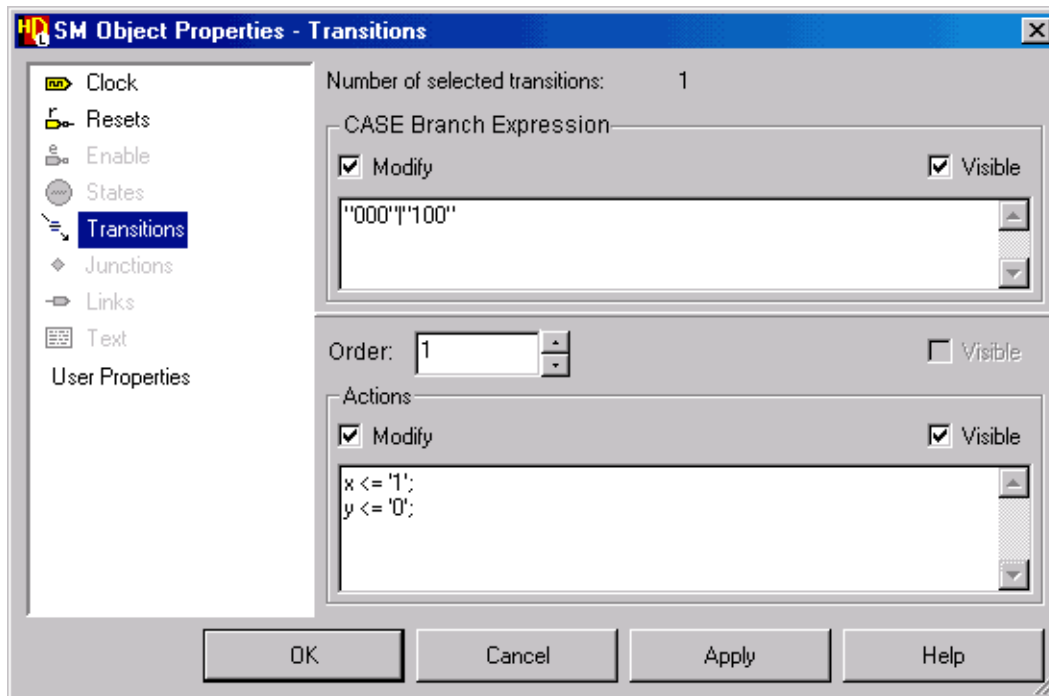 SM Object Properties - Transitions
Clock
Resets
Enable
States
Transitions
Junctions
Links
Text
User Properties
Number of selected transitions: 1
CASE Branch Expression
Modify Visible
"000"|"100"
Order: 1 Visible
Actions
Modify Visible
x <= '1';
y <= '0';
OK Cancel Apply Help